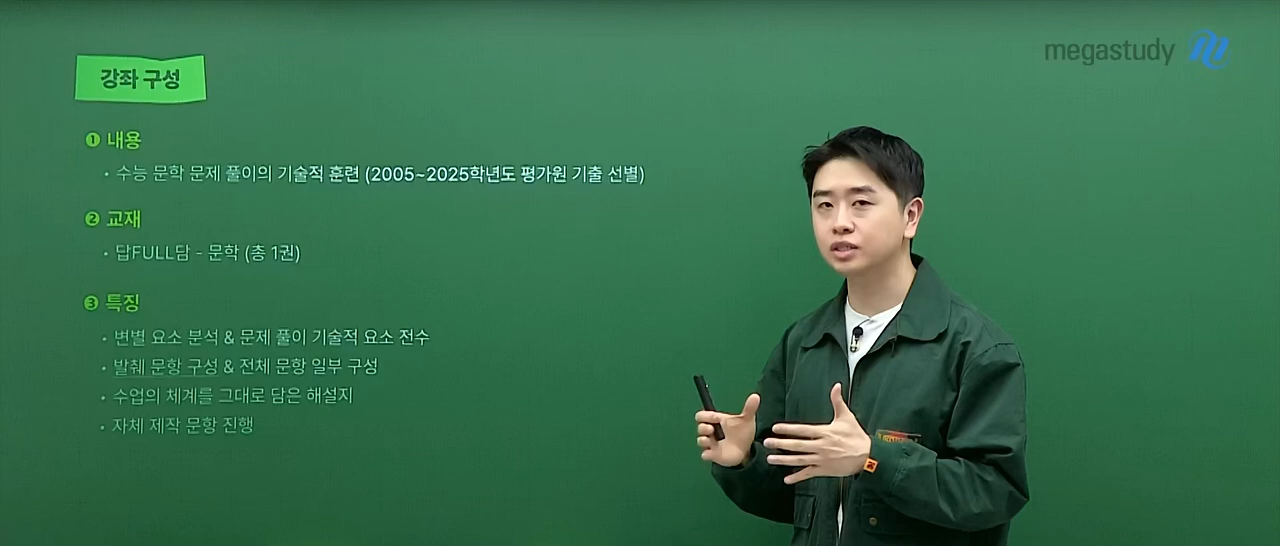 megastudy
강좌 구성
❶ 내용
• 수능 문학 문제 풀이의 기술적 훈련 (2005~2025학년도 평가원 기출 선별)
❷ 교재
• 답FULL담 - 문학 (총 1권)
❸ 특징
• 변별 요소 분석 & 문제 풀이 기술적 요소 전수
• 발췌 문항 구성 & 전체 문항 일부 구성
• 수업의 체계를 그대로 담은 해설지
• 자체 제작 문항 진행